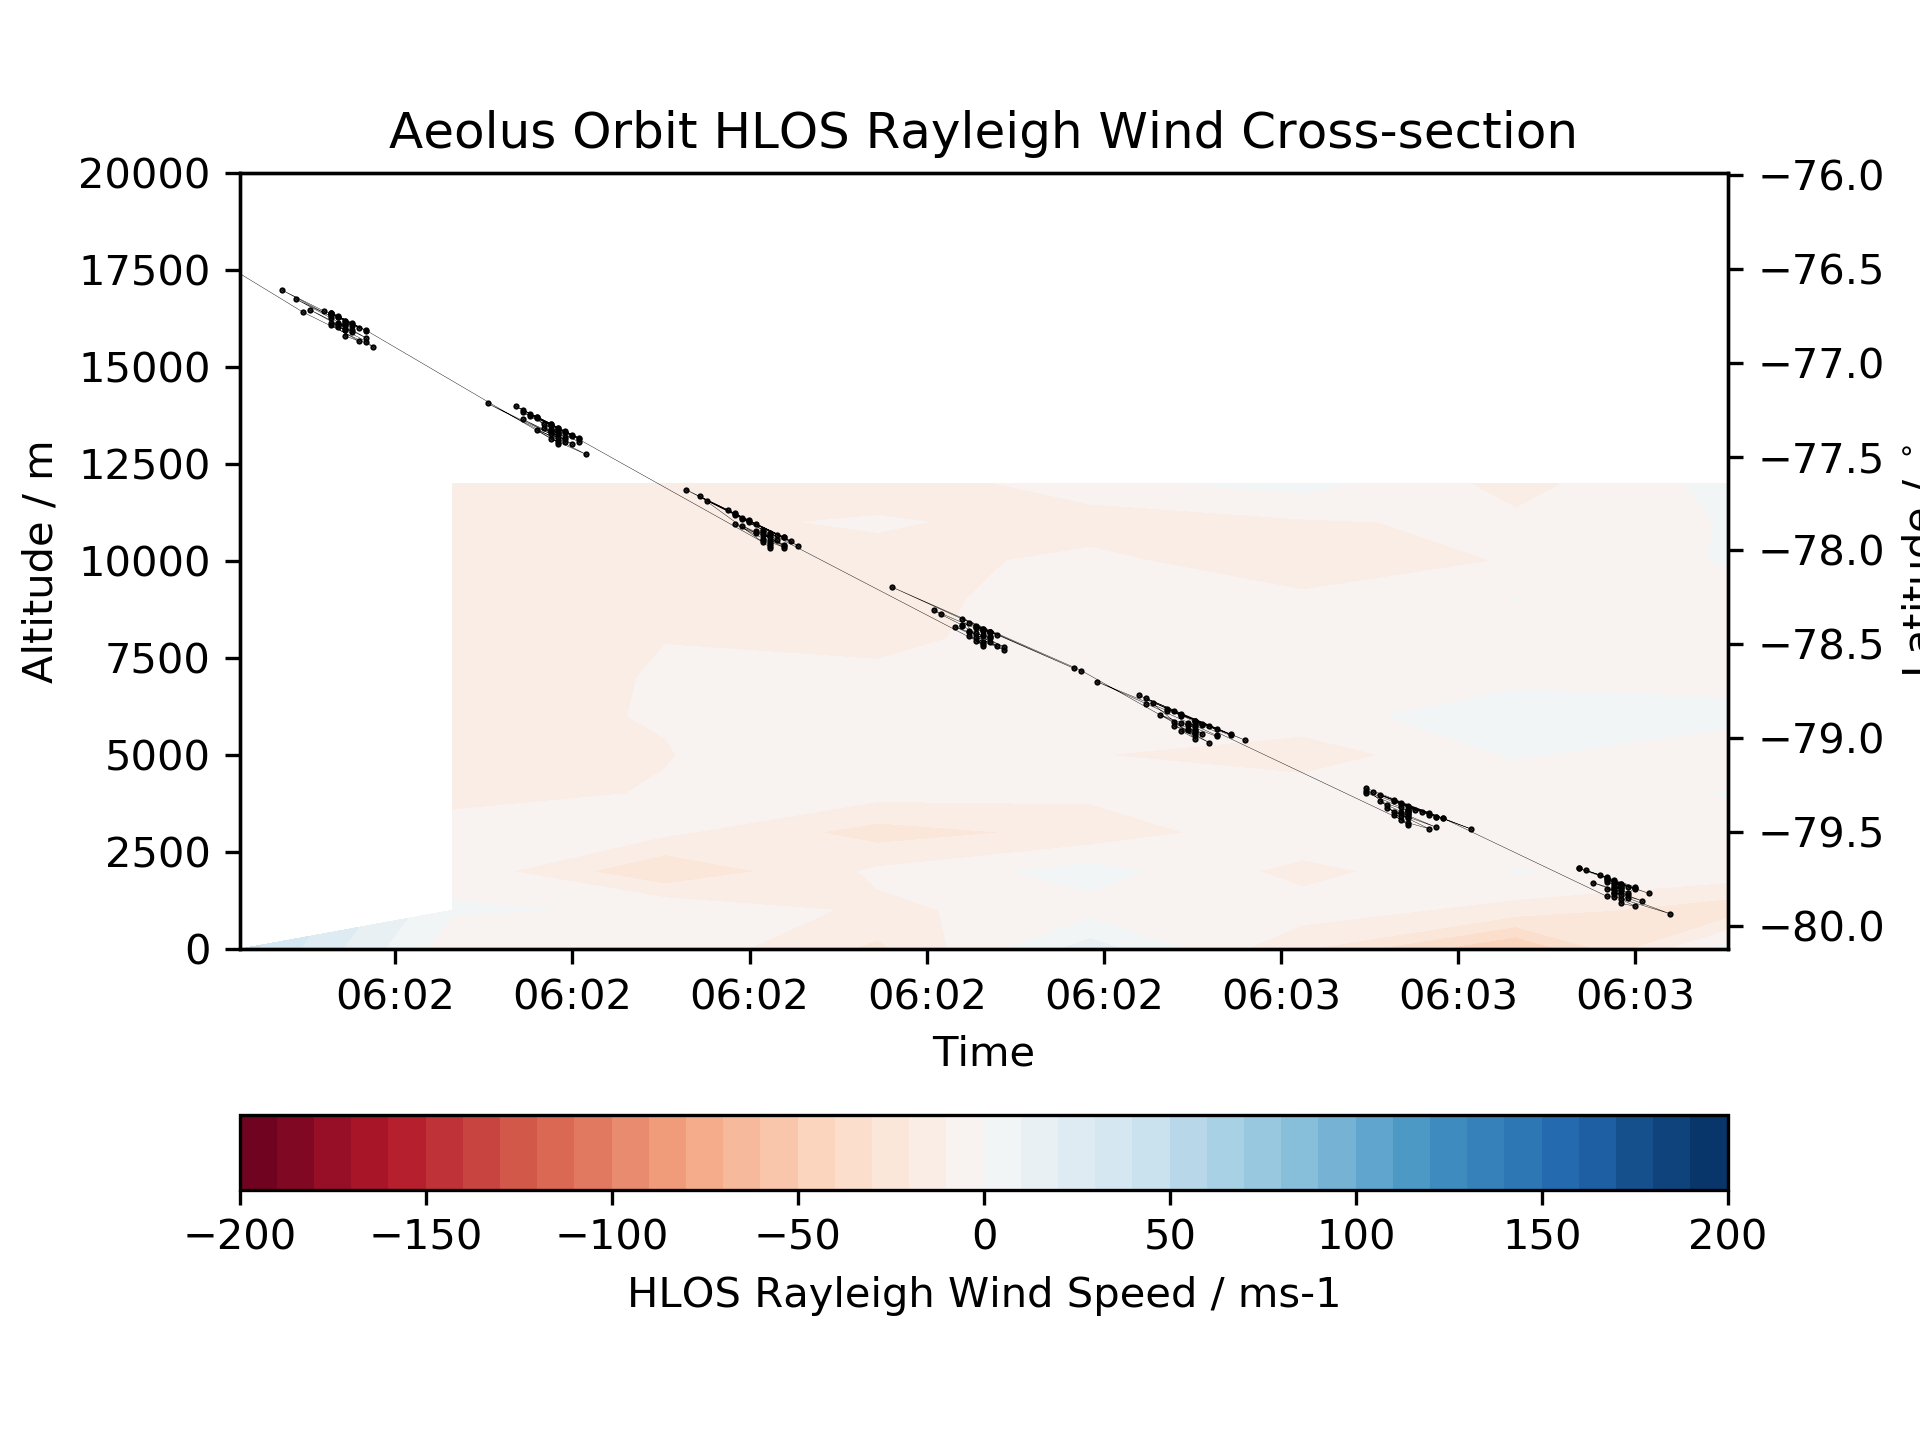 Aeolus Orbit HLOS Rayleigh Wind Cross-section
20000
17500
15000
12500
10000
7500
5000
2500
0
Altitude / m
−76.0
−76.5
−77.0
−77.5
−78.0
−78.5
−79.0
−79.5
−80.0
Latitude / °
06:02 06:02 06:02 06:02 06:02 06:03 06:03 06:03
Time
−200 −150 −100 −50 0 50 100 150 200
HLOS Rayleigh Wind Speed / ms-1